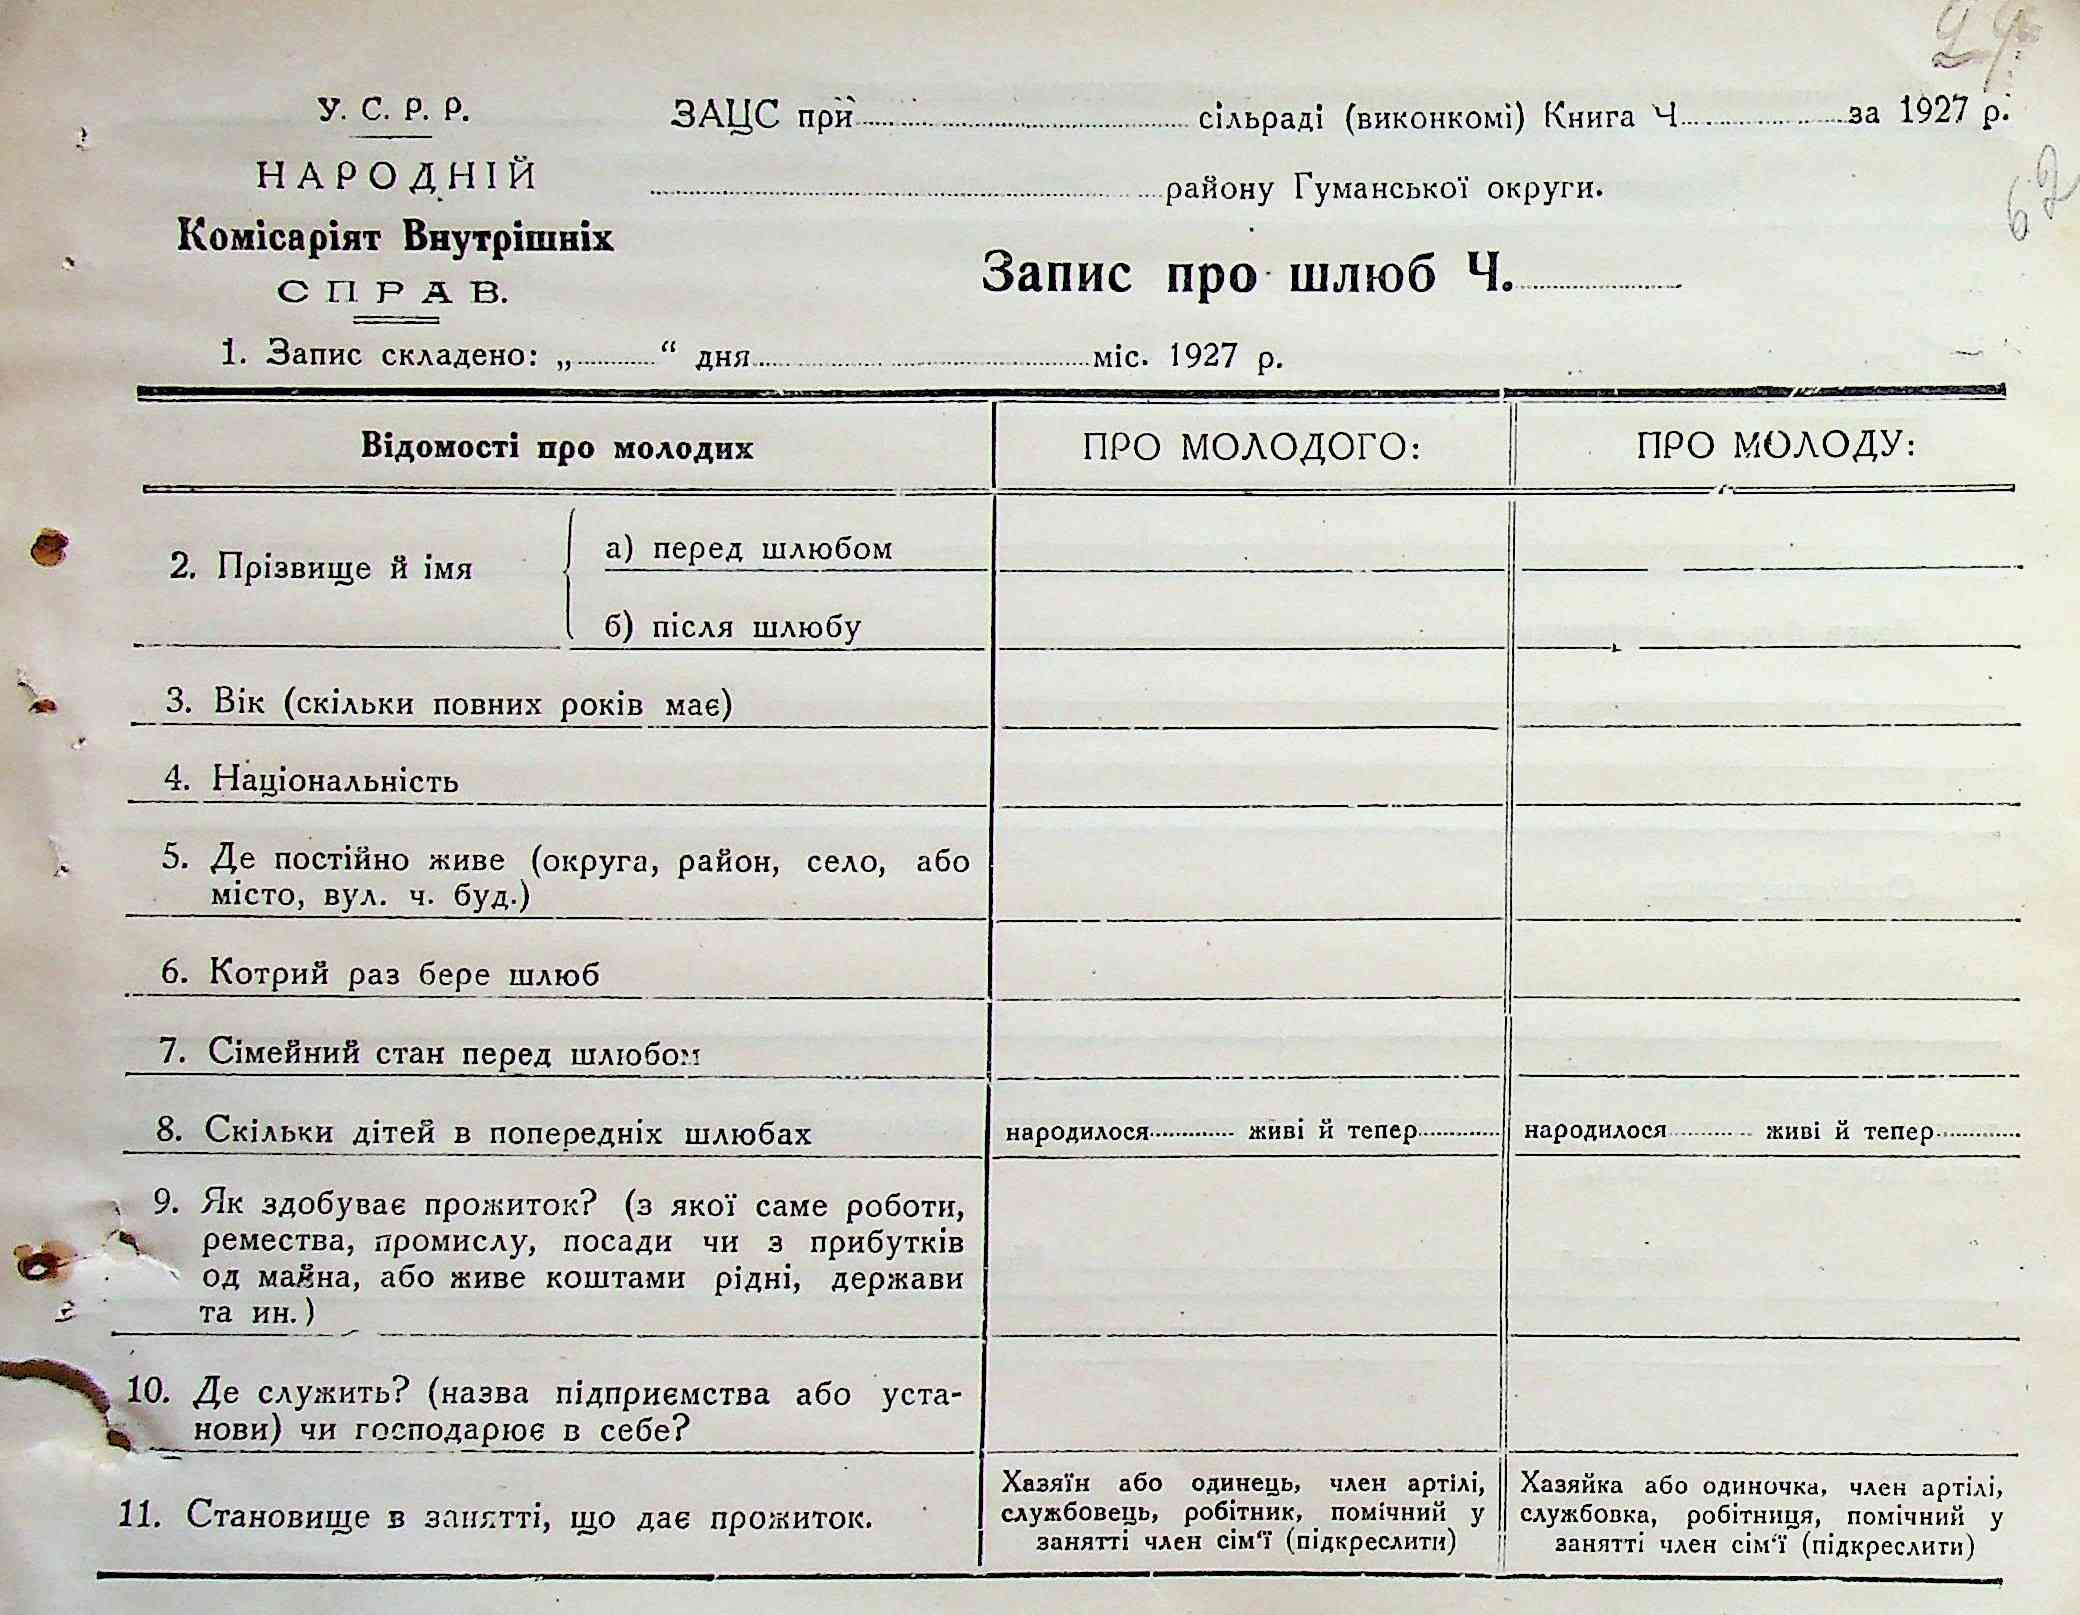 У. С. Р. Р.
НАРОДНІЙ
Комісаріят Внутрішніх
СПРАВ.
ЗАЦС при сільраді (виконкомі) Книга Ч за 1927 р.
району Гуманської округи.
62
Запис про шлюб Ч.
1. Запис складено: „ “ дня міс. 1927 р.
Відомості про молодих ПРО МОЛОДОГО: ПРО МОЛОДУ:
2. Прізвище й імя
а) перед шлюбом
б) після шлюбу
3. Вік (скільки повних років має)
4. Національність
5. Де постійно живе (округа, район, село, або
місто, вул. ч. буд.)
6. Котрий раз бере шлюб
7. Сімейний стан перед шлюбом
8. Скільки дітей в попередніх шлюбах народилося живі й тепер народилося живі й тепер
9. Як здобуває прожиток? (з якої саме роботи,
ремества, промислу, посади чи з прибутків
од майна, або живе коштами рідні, держави
та ин.)
10. Де служить? (назва підприємства або уста-
нови) чи господарює в себе?
11. Становище в занятті, що дає прожиток.
Хазяїн або одинець, член артілі,
службовець, робітник, помічний у
занятті член сім‘ї (підкреслити)
Хазяйка або одиночка, член артілі,
службовка, робітниця, помічний у
занятті член сім‘ї (підкреслити)